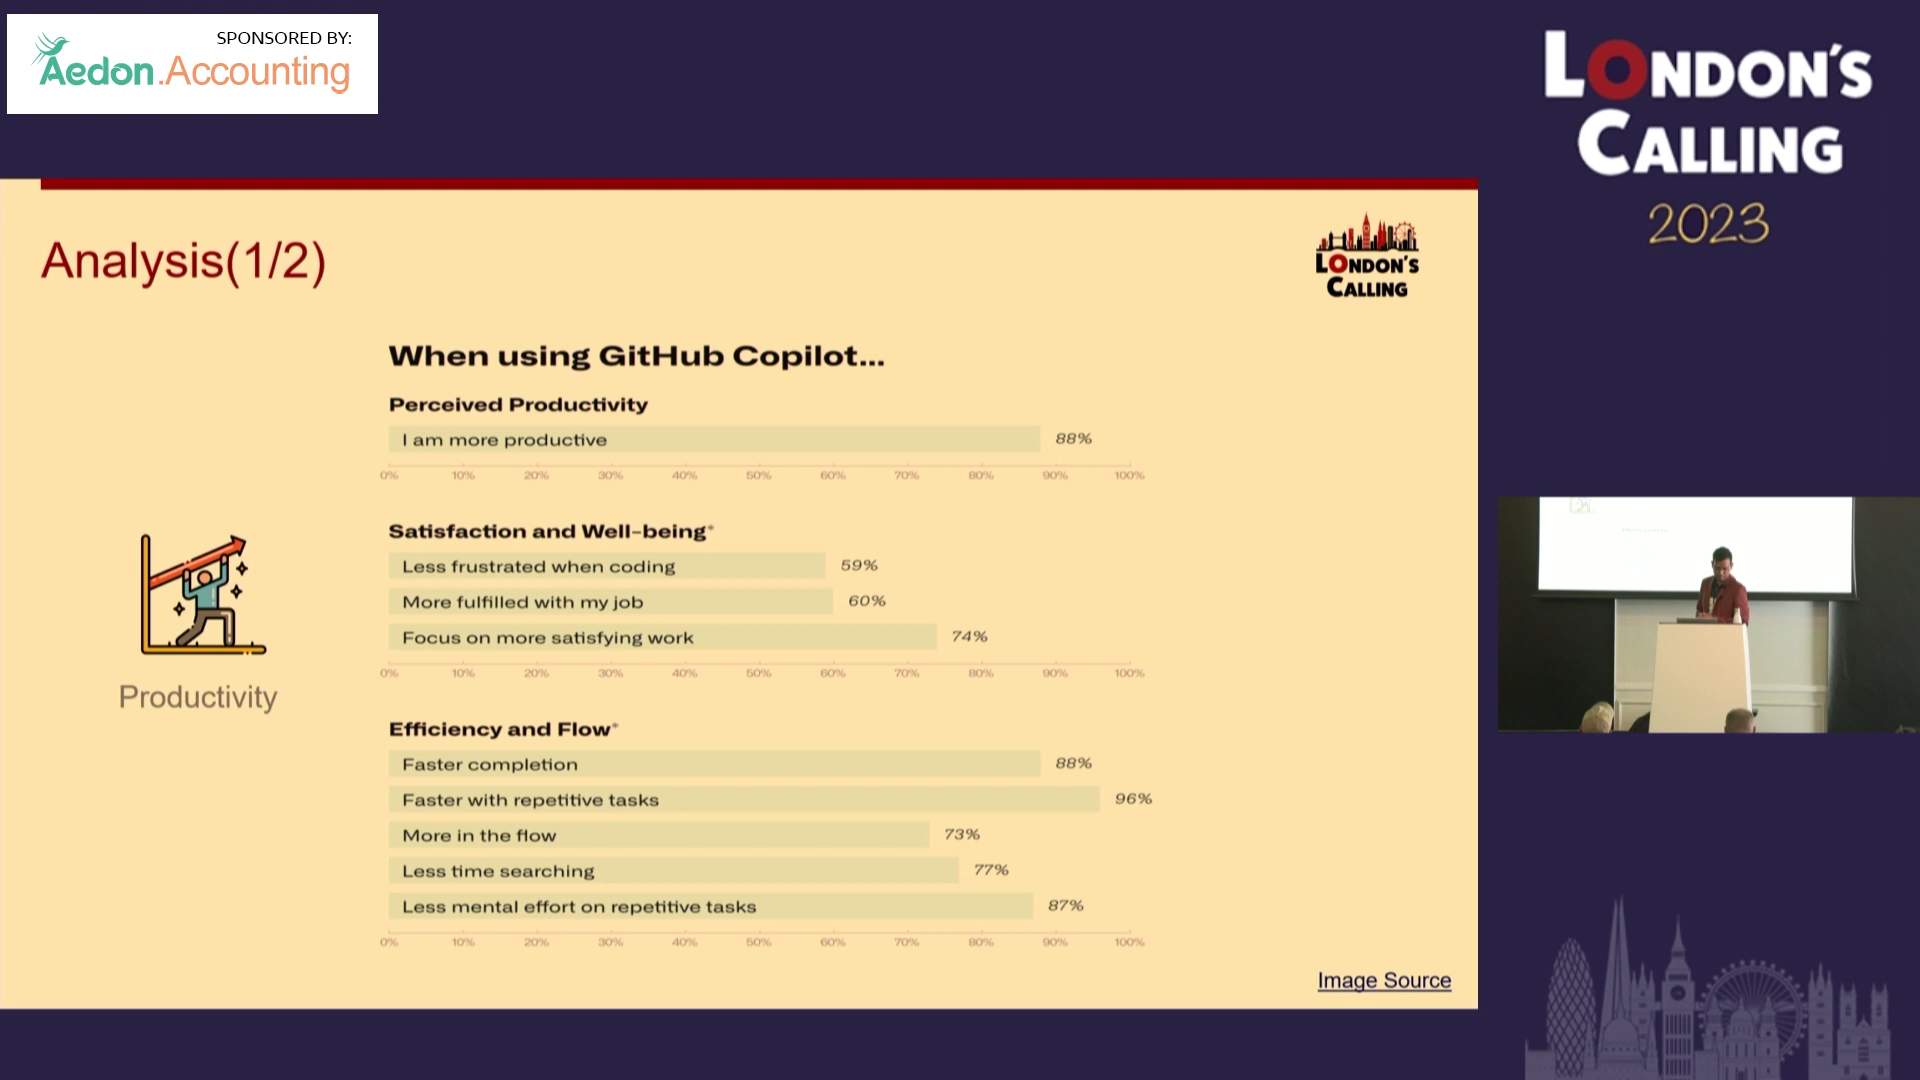 SPONSORED BY:
Aedon.Accounting
LONDON'S
CALLING
2023
Analysis(1/2)
LONDON'S
CALLING
When using GitHub Copilot...
Perceived Productivity
I am more productive 88%
0% 10% 20% 30% 40% 50% 60% 70% 80% 90% 100%
Satisfaction and Well-being*
Less frustrated when coding 59%
More fulfilled with my job 60%
Focus on more satisfying work 74%
0% 10% 20% 30% 40% 50% 60% 70% 80% 90% 100%
Productivity
Efficiency and Flow*
Faster completion 88%
Faster with repetitive tasks 96%
More in the flow 73%
Less time searching 77%
Less mental effort on repetitive tasks 87%
0% 10% 20% 30% 40% 50% 60% 70% 80% 90% 100%
Image Source